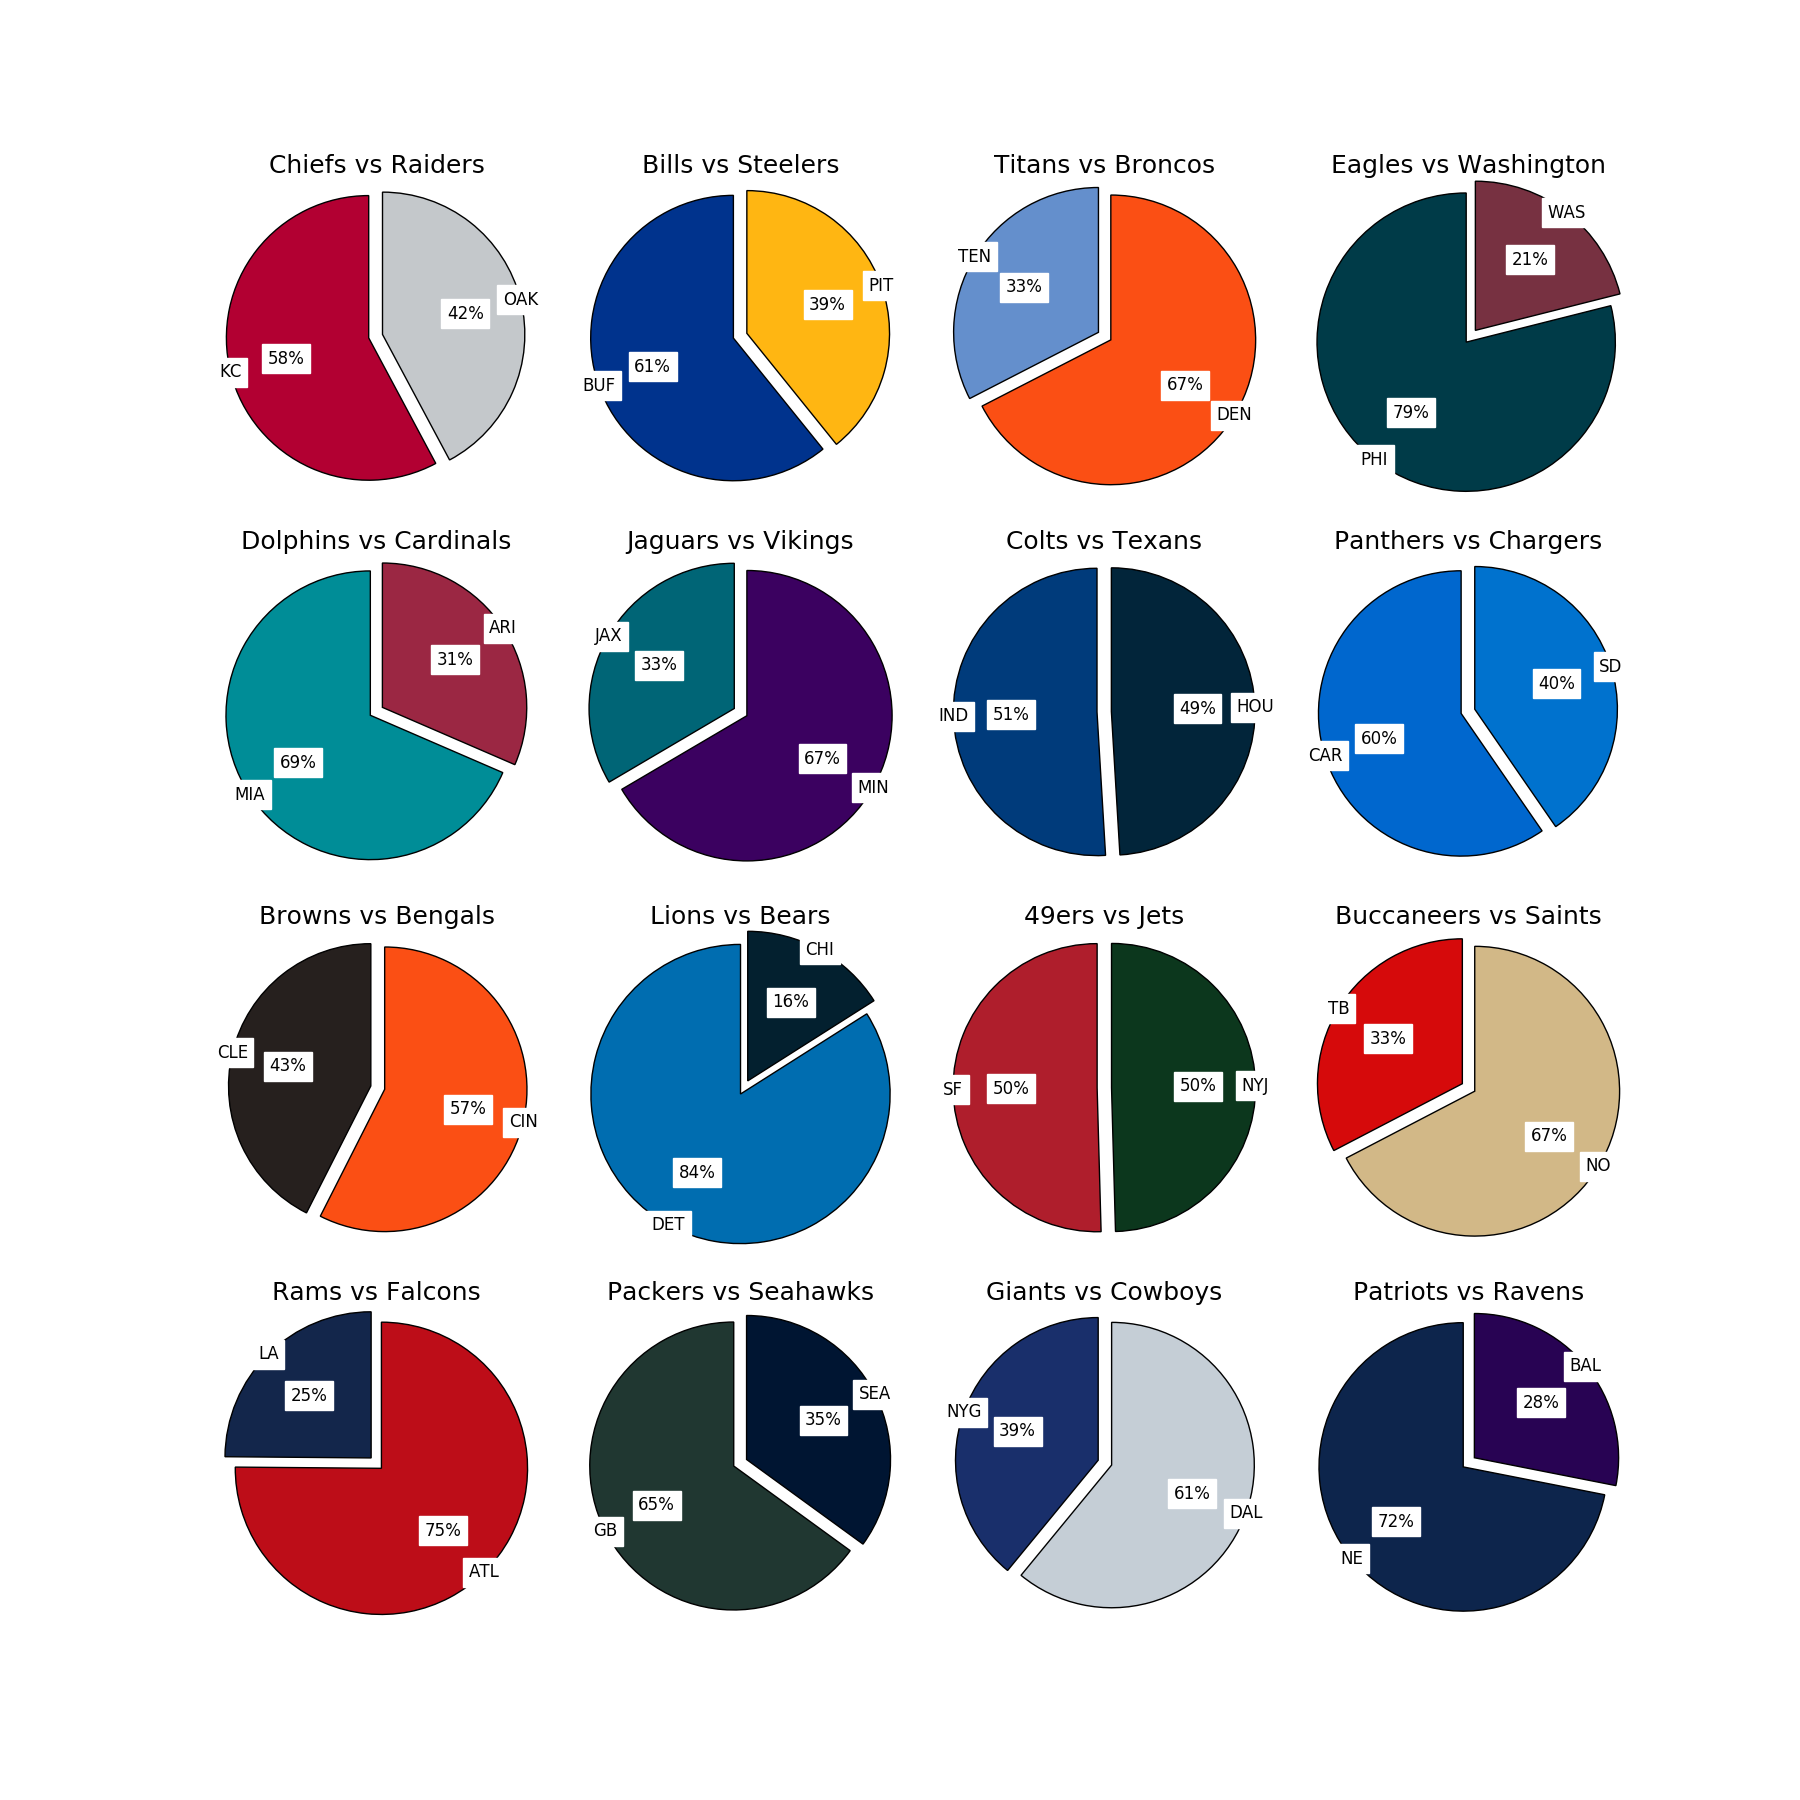 Chiefs vs Raiders
OAK
42%
58%
KC
Bills vs Steelers
PIT
39%
61%
BUF
Titans vs Broncos
TEN
33%
67%
DEN
Eagles vs Washington
WAS
21%
79%
PHI
Dolphins vs Cardinals
ARI
31%
69%
MIA
Jaguars vs Vikings
JAX
33%
67%
MIN
Colts vs Texans
IND
51%
49%
HOU
Panthers vs Chargers
SD
40%
60%
CAR
Browns vs Bengals
CLE
43%
57%
CIN
Lions vs Bears
CHI
16%
84%
DET
49ers vs Jets
SF
50%
50%
NYJ
Buccaneers vs Saints
TB
33%
67%
NO
Rams vs Falcons
LA
25%
75%
ATL
Packers vs Seahawks
SEA
35%
65%
GB
Giants vs Cowboys
NYG
39%
61%
DAL
Patriots vs Ravens
BAL
28%
72%
NE